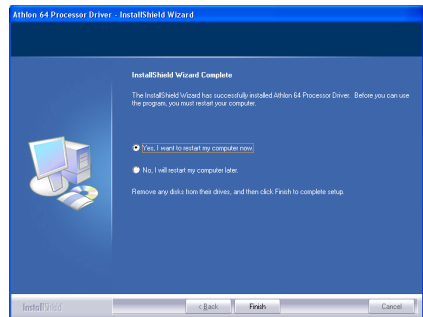 Athlon 64 Processor Driver - InstallShield Wizard
InstallShield Wizard Complete
The InstallShield Wizard has successfully installed Athlon 64 Processor Driver.  Before you can use
the program, you must restart your computer.
Yes, I want to restart my computer now.
No, I will restart my computer later.
Remove any disks from their drives, and then click Finish to complete setup.
InstallShield
< Back
Finish
Cancel